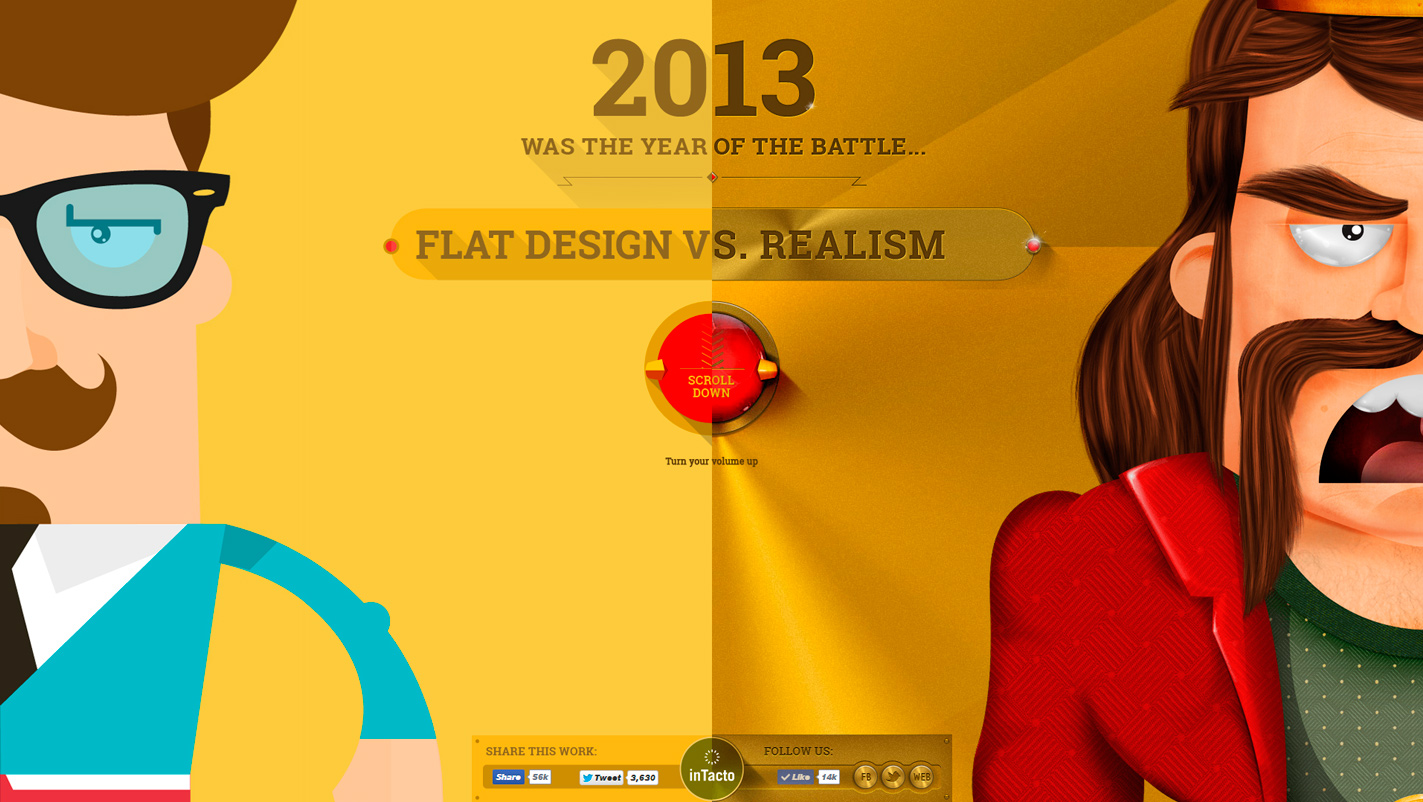 2013
WAS THE YEAR OF THE BATTLE...
FLAT DESIGN VS. REALISM
SCROLL
DOWN
Turn your volume up
SHARE THIS WORK:
FOLLOW US:
Share 56k
Tweet 3,630
inTacto
Like 14k
FB
WEB